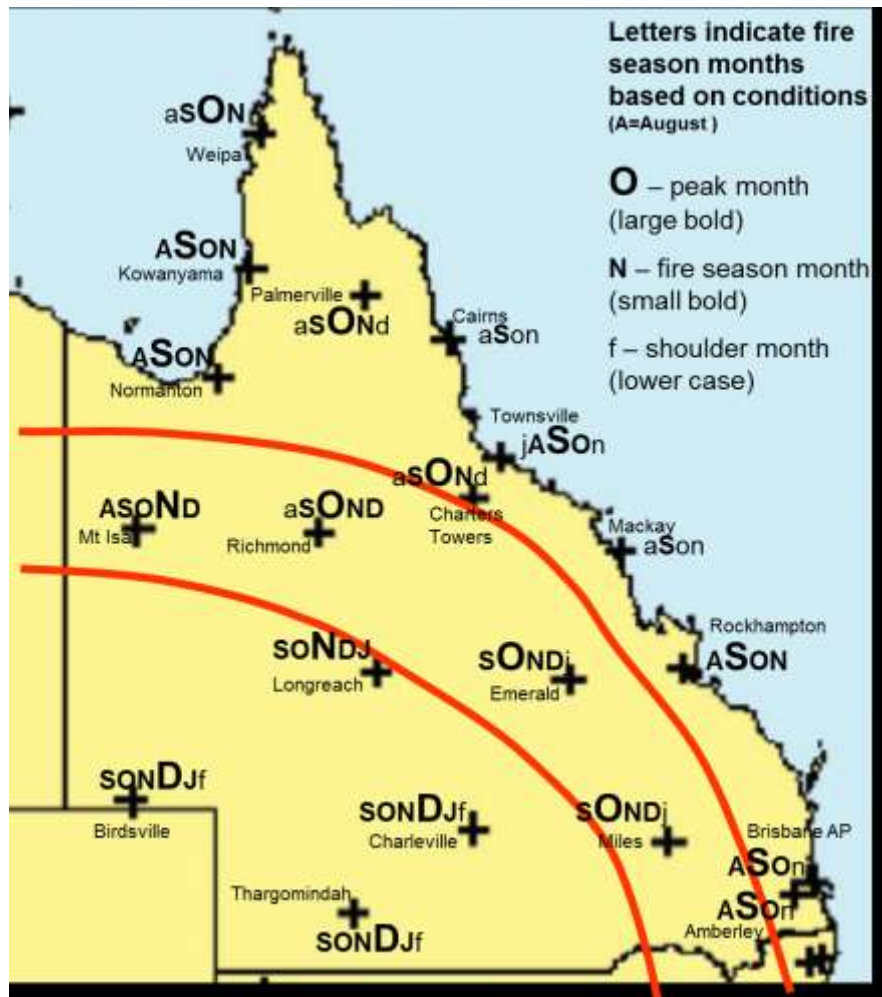 Letters indicate fire
season months
based on conditions
(A=August )
O – peak month
(large bold)
N – fire season month
(small bold)
f – shoulder month
(lower case)
aSON
Weipa
ASON
Kowanyama
Palmerville
aSONd
Cairns
aSon
ASON
Normanton
Townsville
jASOn
aSONd
Charters
Towers
ASOND
Mt Isa
aSOND
Richmond
Mackay
aSon
Rockhampton
ASON
SONDJ
Longreach
SONDj
Emerald
SONDJf
Birdsville
SONDJf
Charleville
SONDj
Miles
Brisbane AP
ASOn
ASOn
Amberley
Thargomindah
SONDJf